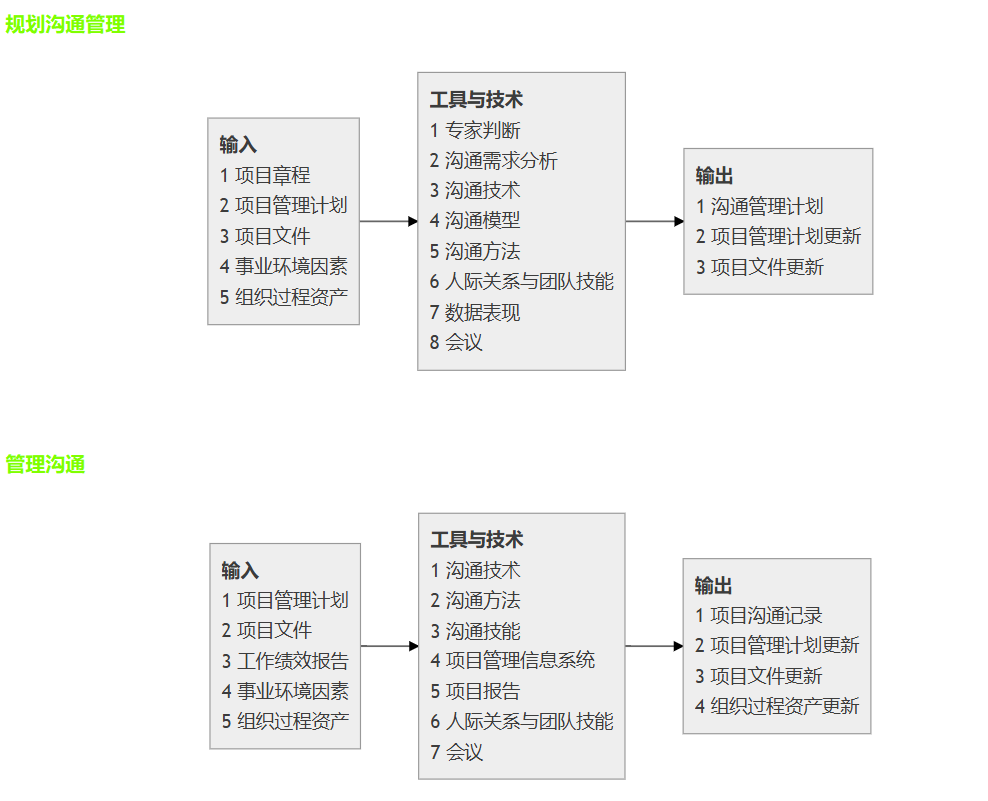 规划沟通管理
输入
1 项目章程
2 项目管理计划
3 项目文件
4 事业环境因素
5 组织过程资产
工具与技术
1 专家判断
2 沟通需求分析
3 沟通技术
4 沟通模型
5 沟通方法
6 人际关系与团队技能
7 数据表现
8 会议
输出
1 沟通管理计划
2 项目管理计划更新
3 项目文件更新
管理沟通
输入
1 项目管理计划
2 项目文件
3 工作绩效报告
4 事业环境因素
5 组织过程资产
工具与技术
1 沟通技术
2 沟通方法
3 沟通技能
4 项目管理信息系统
5 项目报告
6 人际关系与团队技能
7 会议
输出
1 项目沟通记录
2 项目管理计划更新
3 项目文件更新
4 组织过程资产更新